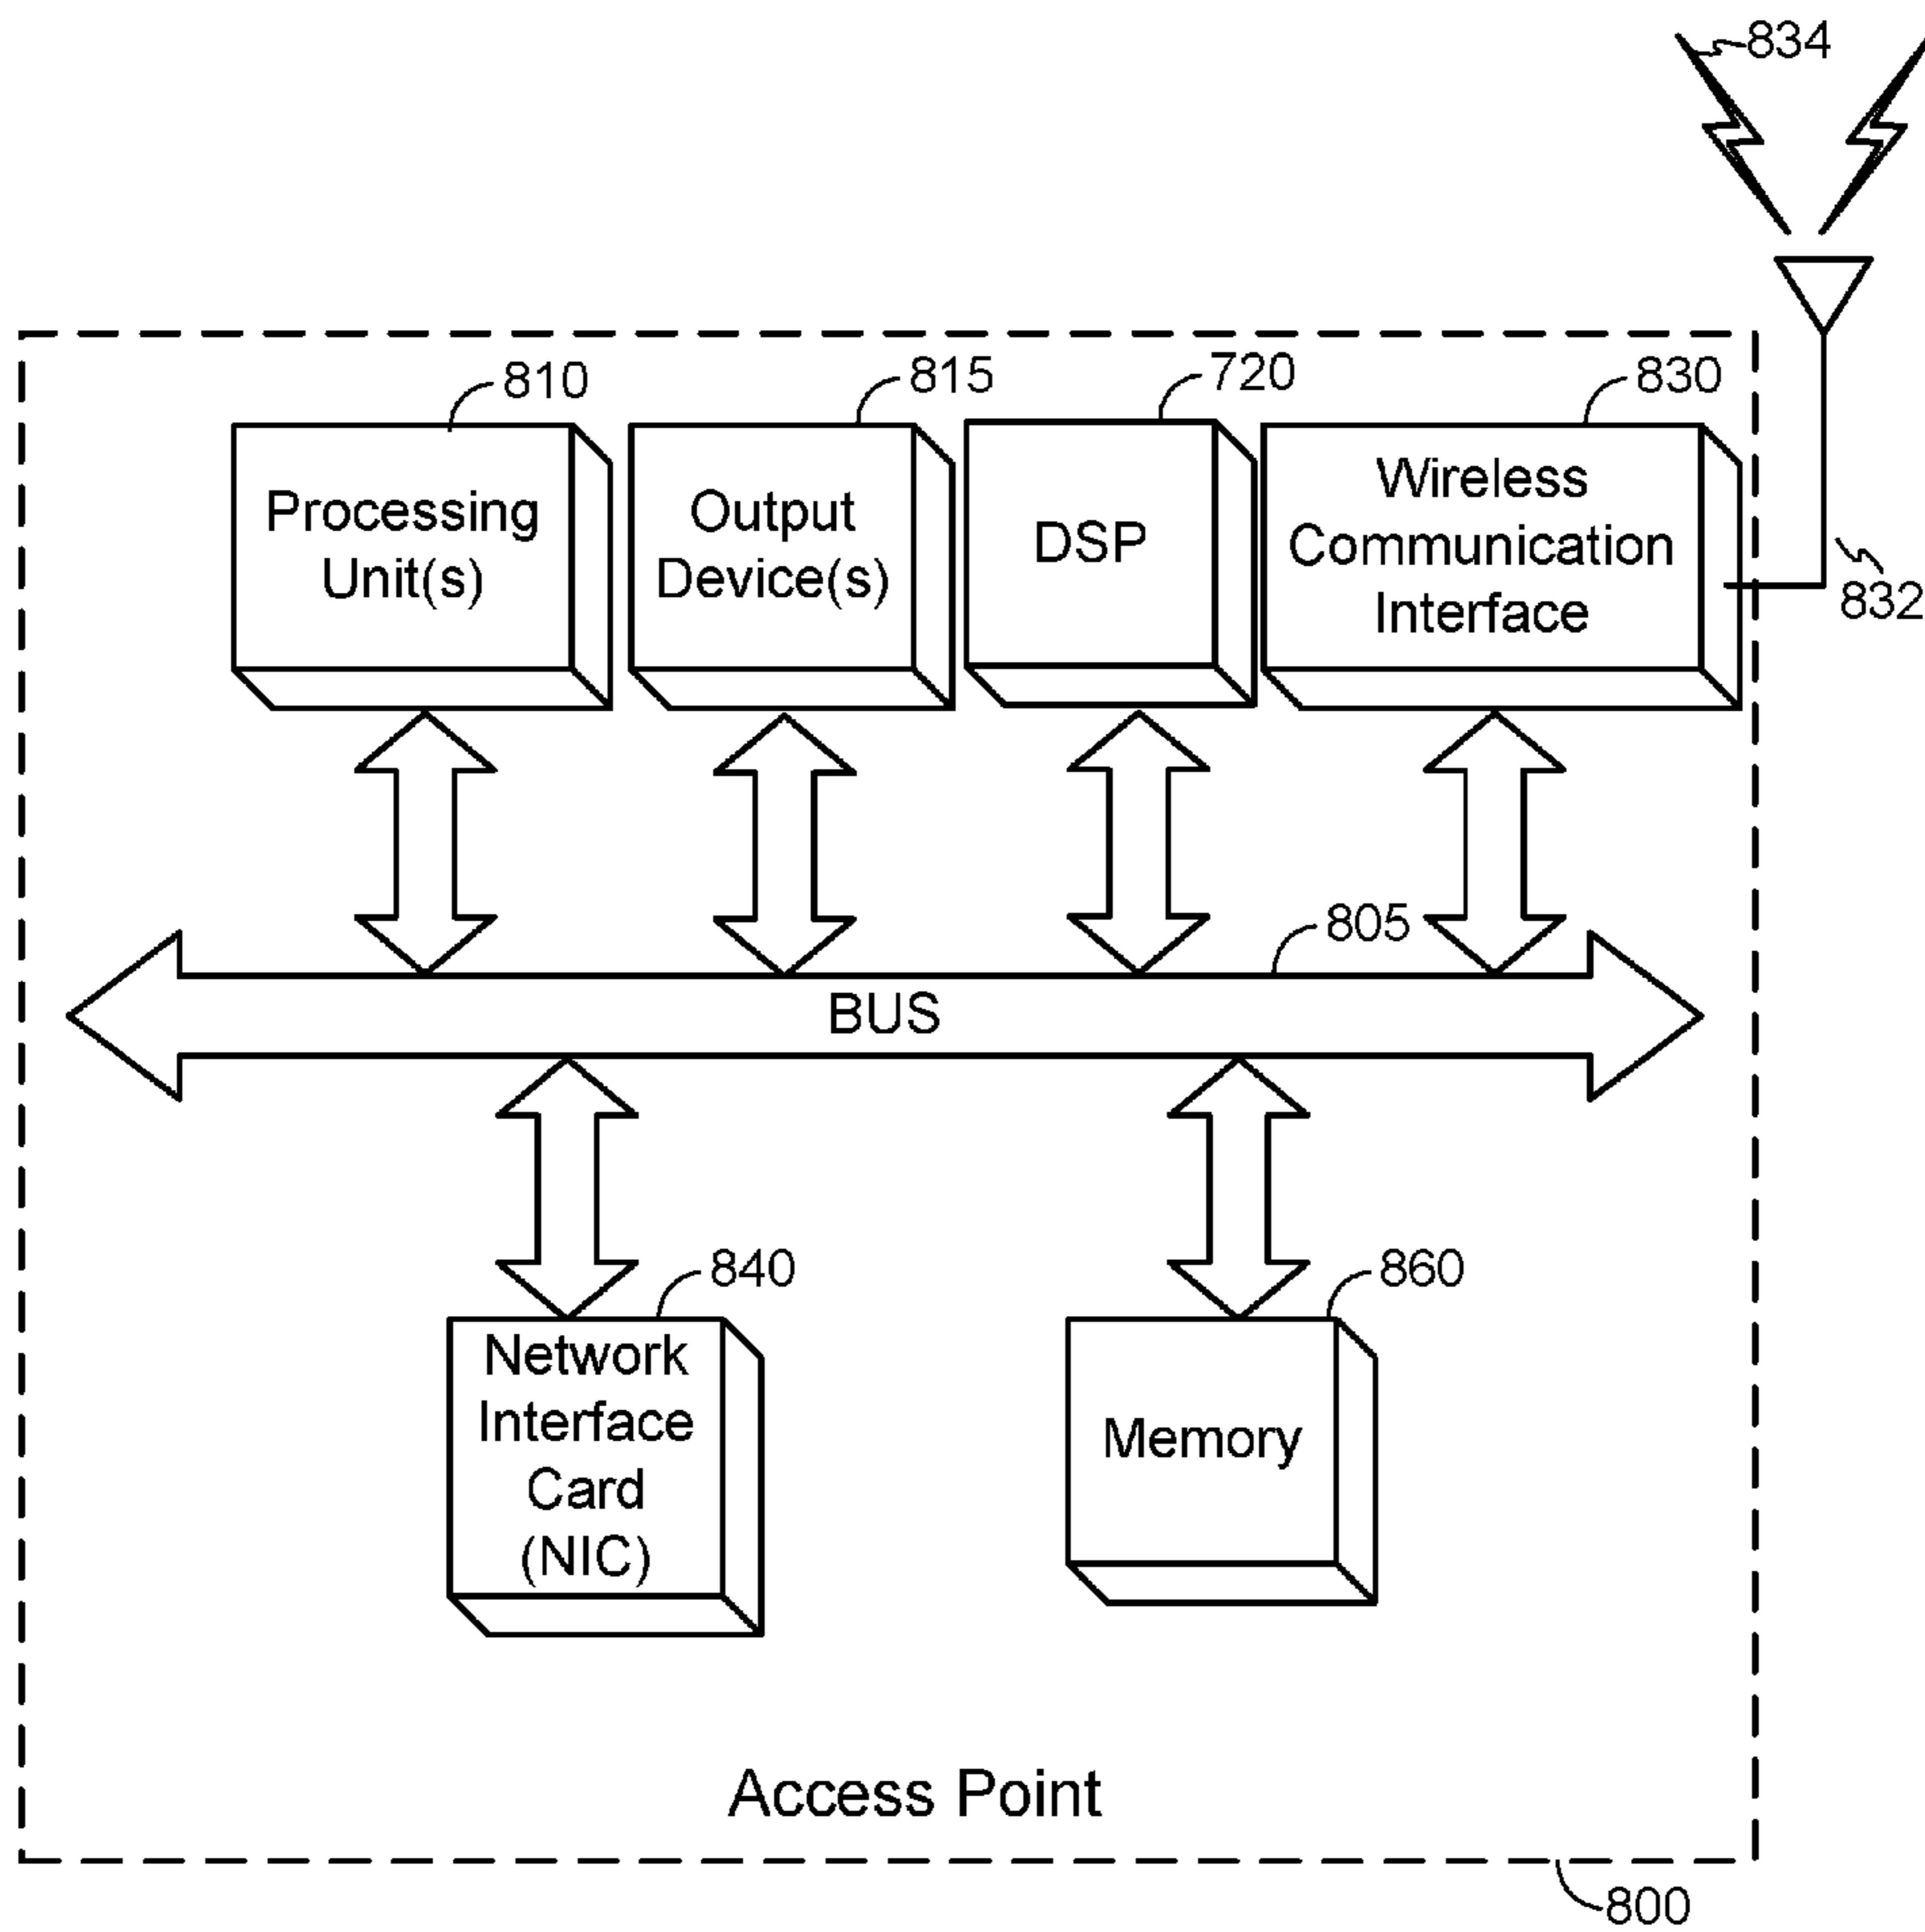 834
810
815
720
830
Processing
Unit(s)
Output
Device(s)
DSP
Wireless
Communication
Interface
832
805
BUS
840
860
Network
Interface
Card
(NIC)
Memory
Access Point
800